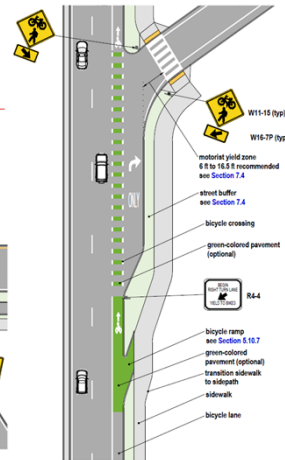 W11-15 (typ)
W16-7P (typ)
motorist yield zone
6 ft to 16.5 ft recommended
see Section 7.4
street buffer
see Section 7.4
ONLY
bicycle crossing
green-colored pavement
(optional)
BEGIN
RIGHT TURN LANE
YIELD TO BIKES
R4-4
bicycle ramp
see Section 5.10.7
green-colored
pavement (optional)
transition sidewalk
to sidepath
sidewalk
bicycle lane